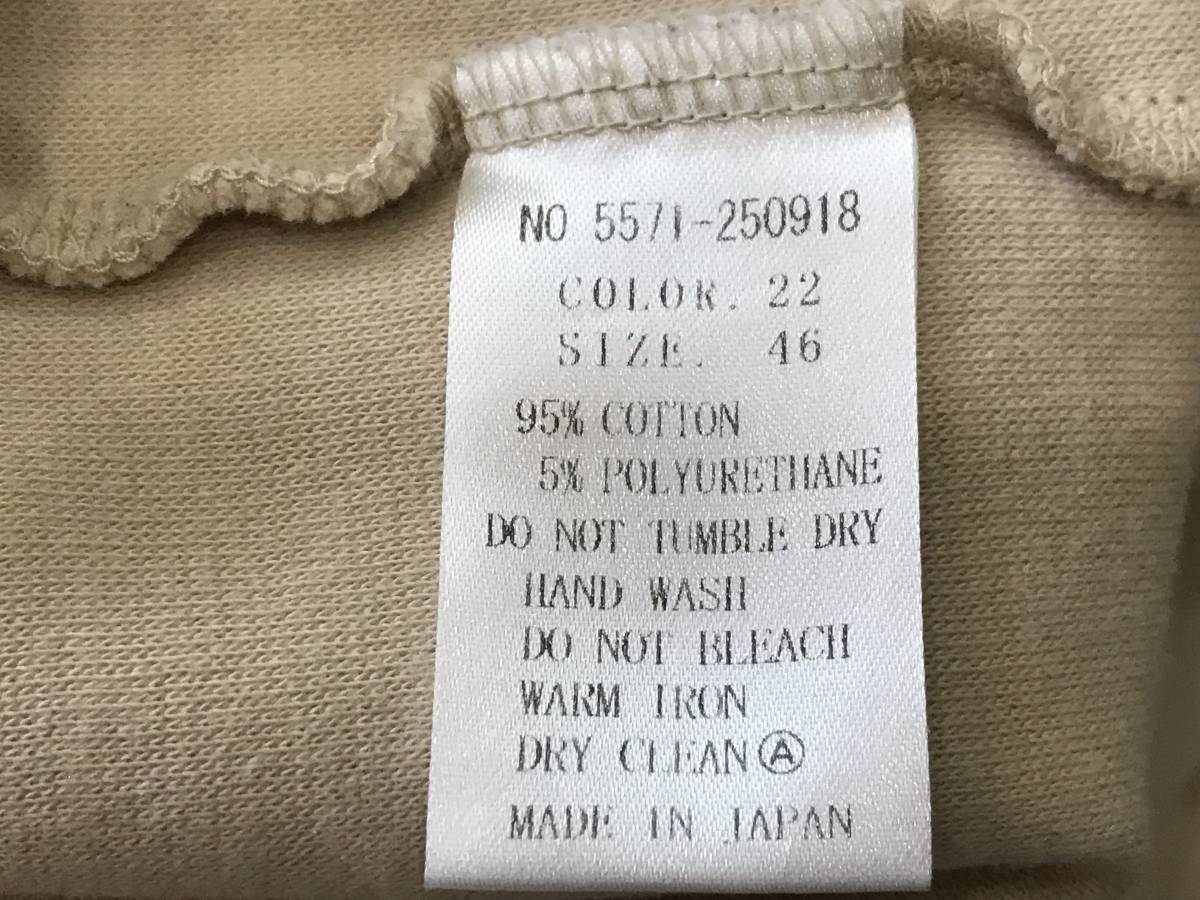 NO 5571-250918
COLOR. 22
SIZE. 46
95% COTTON
5% POLYURETHANE
DO NOT TUMBLE DRY
HAND WASH
DO NOT BLEACH
WARM IRON
DRY CLEAN Ⓐ
MADE IN JAPAN